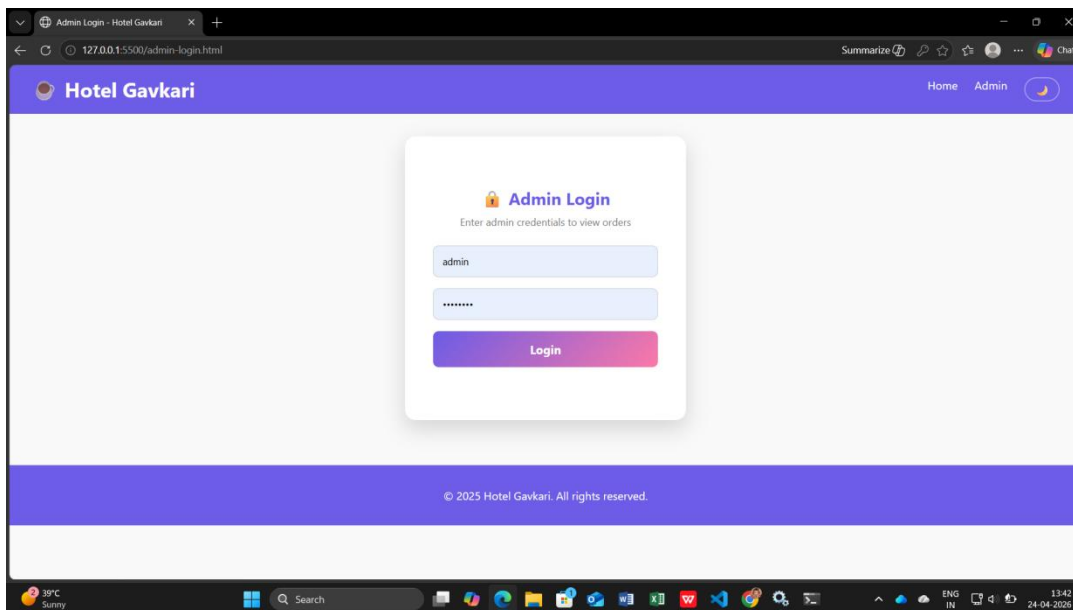 Admin Login - Hotel Gavkari
127.0.0.1:5500/admin-login.html
Summarize
Chat
Hotel Gavkari
Home
Admin
Admin Login
Enter admin credentials to view orders
admin
••••••••
Login
© 2025 Hotel Gavkari. All rights reserved.
2
39°C
Sunny
Search
ENG
IN
13:42
24-04-2026